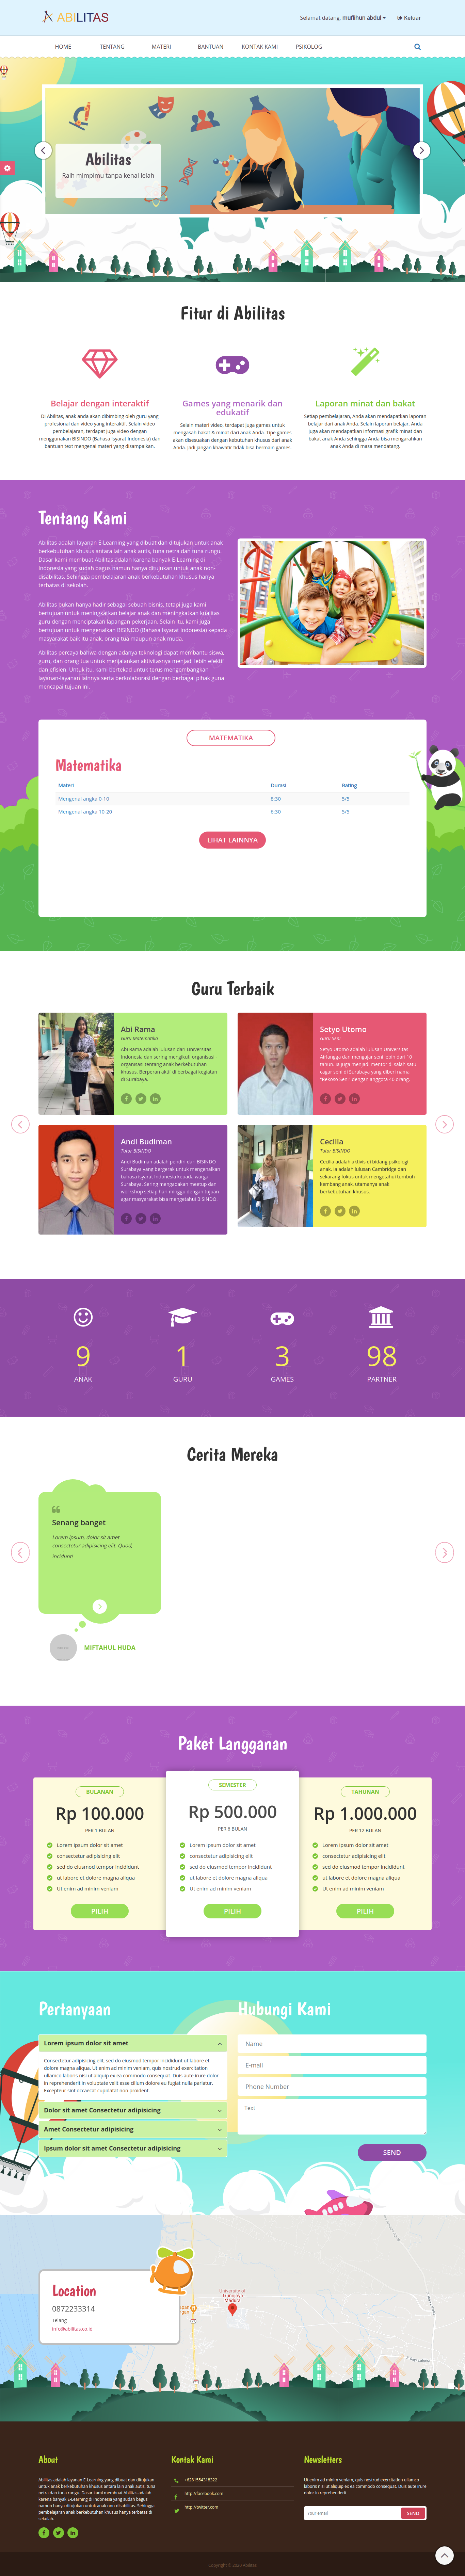 ABILITAS
Selamat datang, muflihun abdul
Keluar
HOME
TENTANG
MATERI
BANTUAN
KONTAK KAMI
PSIKOLOG
Abilitas
Raih mimpimu tanpa kenal lelah
Fitur di Abilitas
Belajar dengan interaktif
Di Abilitas, anak anda akan dibimbing oleh guru yang
profesional dan video yang interaktif. Selain video
pembelajaran, terdapat juga video dengan
menggunakan BISINDO (Bahasa Isyarat Indonesia) dan
bantuan text mengenai materi yang disampaikan.
Games yang menarik dan
edukatif
Selain materi video, terdapat juga games untuk
mengasah bakat & minat dari anak Anda. Tipe games
akan disesuaikan dengan kebutuhan khusus dari anak
Anda. jadi jangan khawatir tidak bisa bermain games.
Laporan minat dan bakat
Setiap pembelajaran, Anda akan mendapatkan laporan
belajar dari anak Anda. Selain laporan belajar, Anda
juga akan mendapatkan informasi grafik minat dan
bakat anak Anda sehingga Anda bisa mengarahkan
anak Anda di masa mendatang.
Tentang Kami
Abilitas adalah layanan E-Learning yang dibuat dan ditujukan untuk anak
berkebutuhan khusus antara lain anak autis, tuna netra dan tuna rungu.
Dasar kami membuat Abilitas adalah karena banyak E-Learning di
Indonesia yang sudah bagus namun hanya ditujukan untuk anak non-
disabilitas. Sehingga pembelajaran anak berkebutuhan khusus hanya
terbatas di sekolah.
Abilitas bukan hanya hadir sebagai sebuah bisnis, tetapi juga kami
bertujuan untuk meningkatkan belajar anak dan meningkatkan kualitas
guru dengan menciptakan lapangan pekerjaan. Selain itu, kami juga
bertujuan untuk mengenalkan BISINDO (Bahasa Isyarat Indonesia) kepada
masyarakat baik itu anak, orang tua maupun anak muda.
Abilitas percaya bahwa dengan adanya teknologi dapat membantu siswa,
guru, dan orang tua untuk menjalankan aktivitasnya menjadi lebih efektif
dan efisien. Untuk itu, kami bertekad untuk terus mengembangkan
layanan-layanan lainnya serta berkolaborasi dengan berbagai pihak guna
mencapai tujuan ini.
MATEMATIKA
Matematika
Materi Durasi Rating
Mengenal angka 0-10 8:30 5/5
Mengenal angka 10-20 6:30 5/5
LIHAT LAINNYA
Guru Terbaik
Abi Rama
Guru Matematika
Abi Rama adalah lulusan dari Universitas
Indonesia dan sering mengikuti organisasi -
organisasi tentang anak berkebutuhan
khusus. Berperan aktif di berbagai kegiatan
di Surabaya.
Setyo Utomo
Guru Seni
Setyo Utomo adalah lulusan Universitas
Airlangga dan mengajar seni lebih dari 10
tahun. Ia juga menjadi mentor di salah satu
sagar seni di Surabaya yang diberi nama
"Rekoso Seni" dengan anggota 40 orang.
Andi Budiman
Tutor BISINDO
Andi Budiman adalah pendiri dari BISINDO
Surabaya yang bergerak untuk mengenalkan
bahasa isyarat Indonesia kepada warga
Surabaya. Sering mengadakan meetup dan
workshop setiap hari minggu dengan tujuan
agar masyarakat bisa mengetahui BISINDO.
Cecilia
Tutor BISINDO
Cecilia adalah aktivis di bidang psikologi
anak. Ia adalah lulusan Cambridge dan
sekarang fokus untuk mengetahui tumbuh
kembang anak, utamanya anak
berkebutuhan khusus.
9
ANAK
1
GURU
3
GAMES
98
PARTNER
Cerita Mereka
Senang banget
Lorem ipsum, dolor sit amet
consectetur adipisicing elit. Quod,
incidunt!
MIFTAHUL HUDA
Paket Langganan
BULANAN
Rp 100.000
PER 1 BULAN
Lorem ipsum dolor sit amet
consectetur adipisicing elit
sed do eiusmod tempor incididunt
ut labore et dolore magna aliqua
Ut enim ad minim veniam
PILIH
SEMESTER
Rp 500.000
PER 6 BULAN
Lorem ipsum dolor sit amet
consectetur adipisicing elit
sed do eiusmod tempor incididunt
ut labore et dolore magna aliqua
Ut enim ad minim veniam
PILIH
TAHUNAN
Rp 1.000.000
PER 12 BULAN
Lorem ipsum dolor sit amet
consectetur adipisicing elit
sed do eiusmod tempor incididunt
ut labore et dolore magna aliqua
Ut enim ad minim veniam
PILIH
Pertanyaan
Lorem ipsum dolor sit amet
Consectetur adipisicing elit, sed do eiusmod tempor incididunt ut labore et
dolore magna aliqua. Ut enim ad minim veniam, quis nostrud exercitation
ullamco laboris nisi ut aliquip ex ea commodo consequat. Duis aute irure dolor
in reprehenderit in voluptate velit esse cillum dolore eu fugiat nulla pariatur.
Excepteur sint occaecat cupidatat non proident.
Dolor sit amet Consectetur adipisicing
Amet Consectetur adipisicing
Ipsum dolor sit amet Consectetur adipisicing
Hubungi Kami
Name
E-mail
Phone Number
Text
SEND
Location
0872233314
Telang
info@abilitas.co.id
University of
Trunojoyo
Madura
About
Abilitas adalah layanan E-Learning yang dibuat dan ditujukan
untuk anak berkebutuhan khusus antara lain anak autis, tuna
netra dan tuna rungu. Dasar kami membuat Abilitas adalah
karena banyak E-Learning di Indonesia yang sudah bagus
namun hanya ditujukan untuk anak non-disabilitas. Sehingga
pembelajaran anak berkebutuhan khusus hanya terbatas di
sekolah.
Kontak Kami
+6281554318322
http://facebook.com
http://twitter.com
Newsletters
Ut enim ad minim veniam, quis nostrud exercitation ullamco
laboris nisi ut aliquip ex ea commodo consequat. Duis aute irure
dolor in reprehenderit
Your email
SEND
Copyright © 2020 Abilitas.